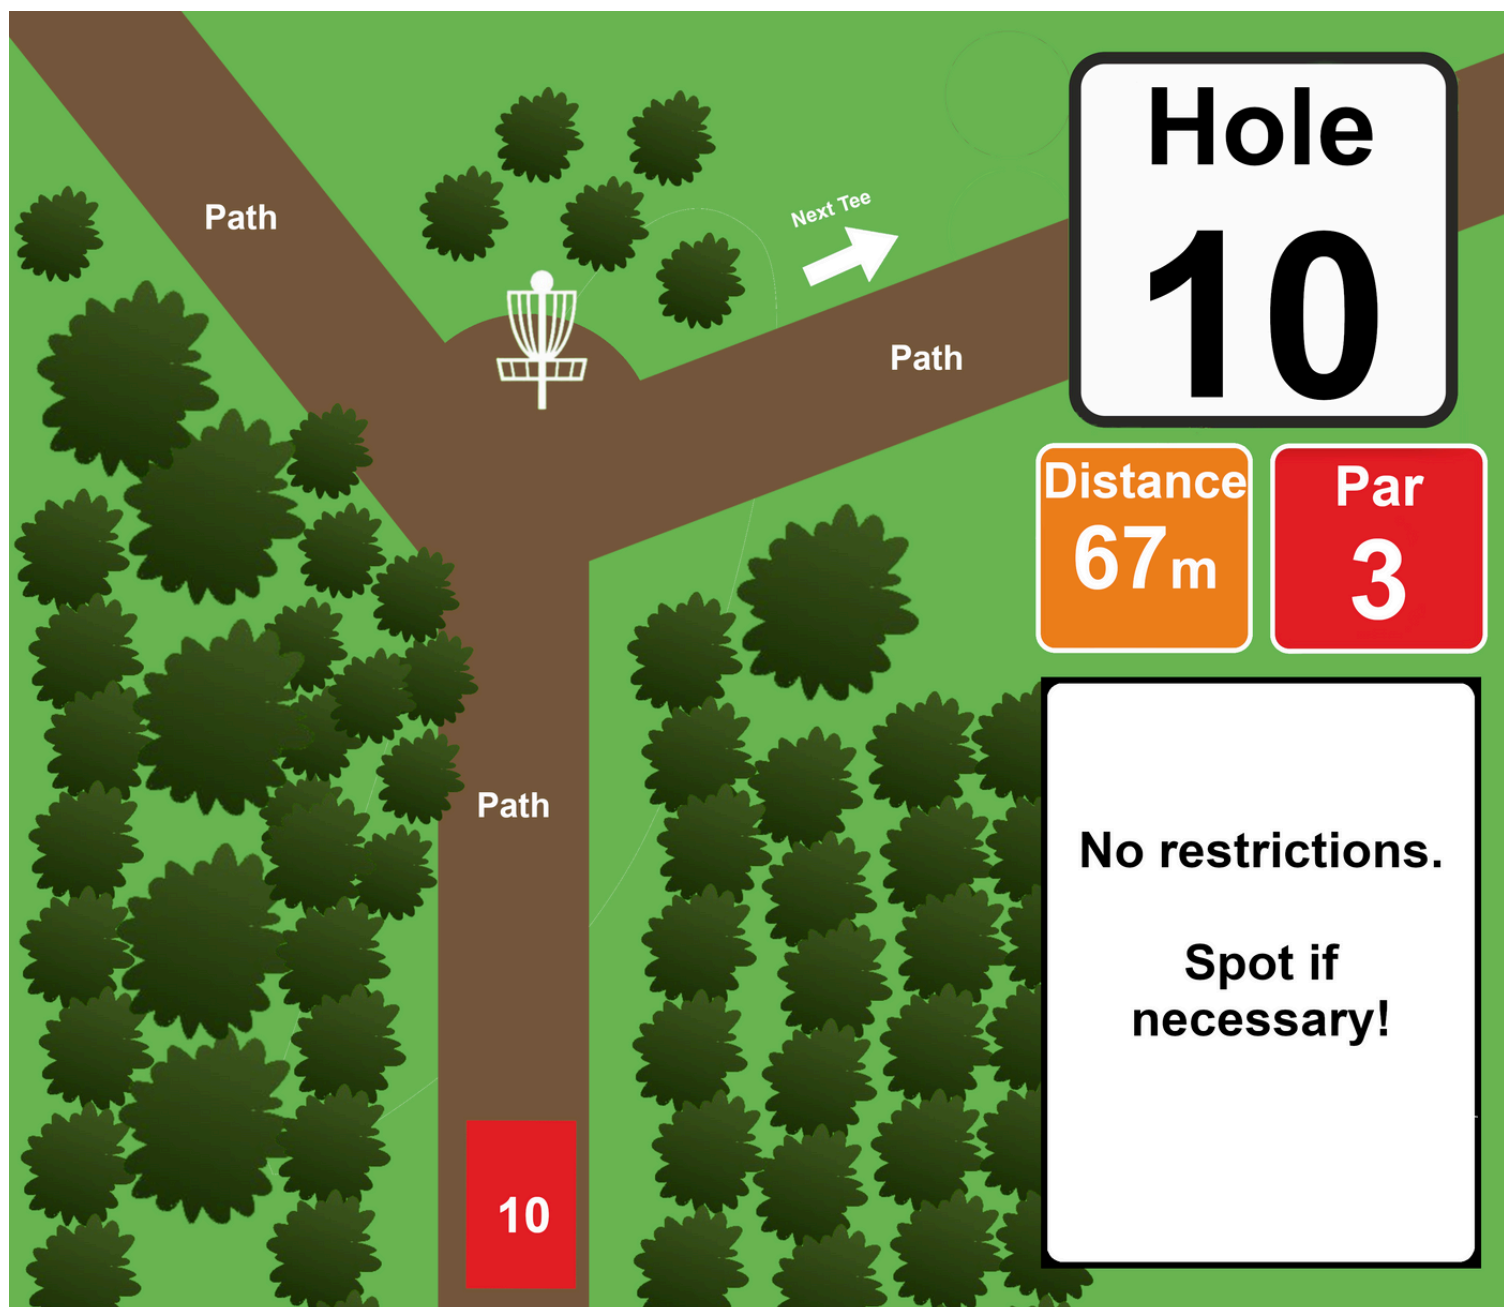 Hole
10
Path
Next Tee
Path
Distance
67m
Par
3
Path
No restrictions.
Spot if
necessary!
10